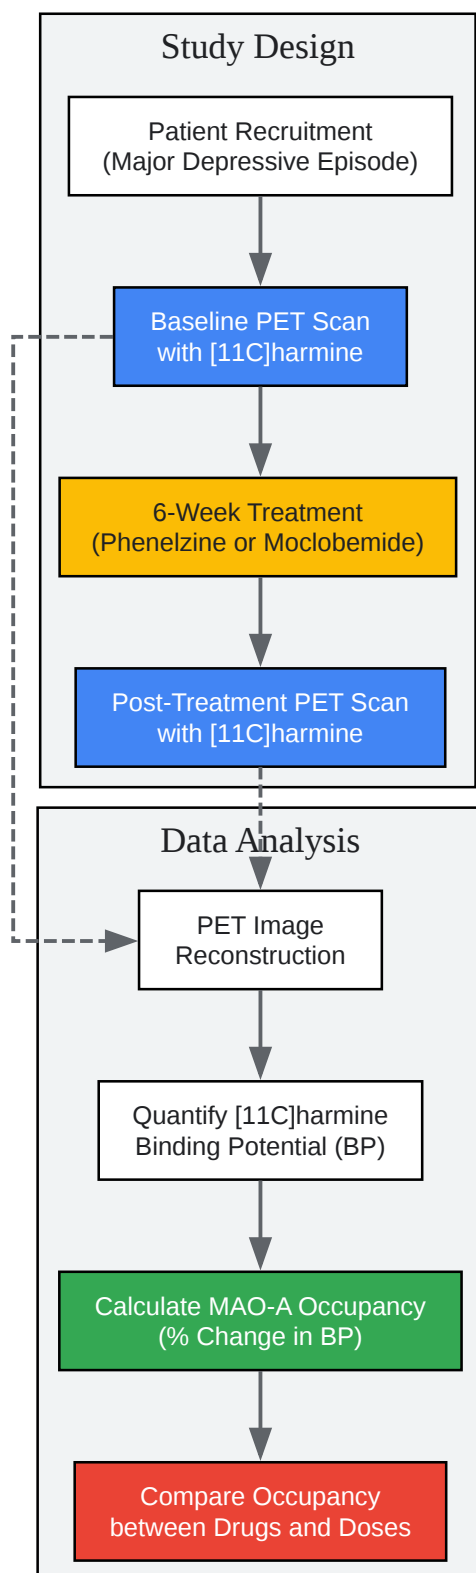 Study Design
Patient Recruitment
(Major Depressive Episode)
Baseline PET Scan
with [11C]harmine
6-Week Treatment
(Phenelzine or Moclobemide)
Post-Treatment PET Scan
with [11C]harmine
Data Analysis
PET Image
Reconstruction
Quantify [11C]harmine
Binding Potential (BP)
Calculate MAO-A Occupancy
(% Change in BP)
Compare Occupancy
between Drugs and Doses